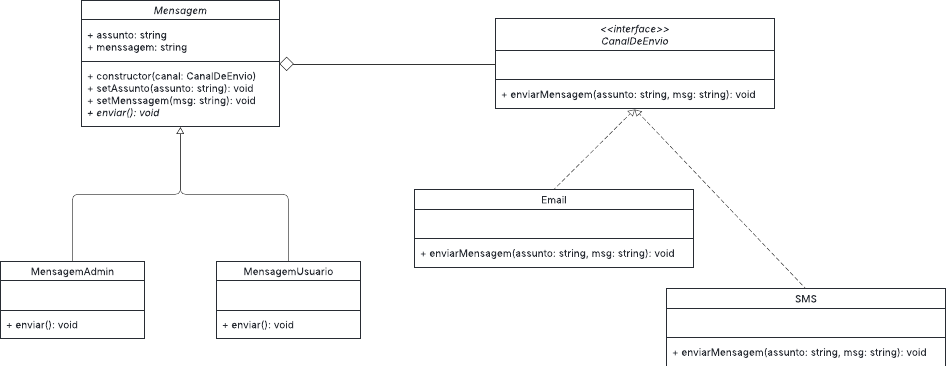 Mensagem
+ assunto: string
+ menssagem: string
+ constructor(canal: CanalDeEnvio)
+ setAssunto(assunto: string): void
+ setMenssagem(msg: string): void
+ enviar(): void
<<interface>>
CanalDeEnvio
+ enviarMensagem(assunto: string, msg: string): void
Email
+ enviarMensagem(assunto: string, msg: string): void
MensagemAdmin
+ enviar(): void
MensagemUsuario
+ enviar(): void
SMS
+ enviarMensagem(assunto: string, msg: string): void